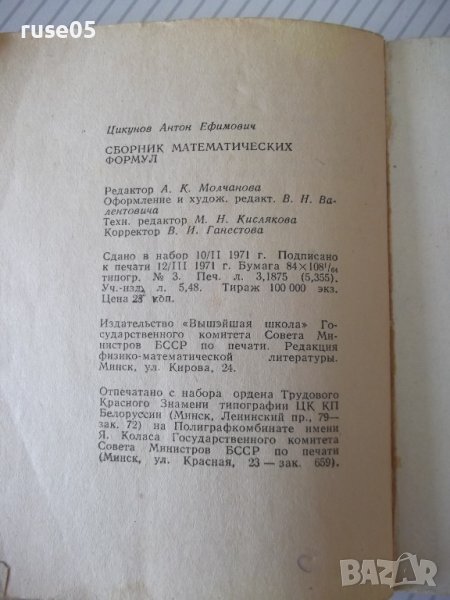 ruse05
Цикунов Антон Ефимович
СБОРНИК МАТЕМАТИЧЕСКИХ
ФОРМУЛ
Редактор А. К. Молчанова
Оформление и худож. редакт. В. Н. Ва-
лентовича
Техн. редактор М. Н. Кислякова
Корректор В. И. Ганестова
Сдано в набор 10/II 1971 г. Подписано
к печати 12/III 1971 г. Бумага 84×108¹/₆₄
типогр. № 3. Печ. л. 3,1875 (5,355).
Уч.-изд. л. 5,48. Тираж 100 000 экз.
Цена 28 коп.
Издательство «Вышэйшая школа» Го-
сударственного комитета Совета Ми-
нистров БССР по печати. Редакция
физико-математической литературы.
Минск, ул. Кирова, 24.
Отпечатано с набора ордена Трудового
Красного Знамени типографии ЦК КП
Белоруссии (Минск, Ленинский пр., 79—
зак. 72) на Полиграфкомбинате имени
Я. Коласа Государственного комитета
Совета Министров БССР по печати
(Минск, ул. Красная, 23 — зак. 659).
BAZAR
.bg